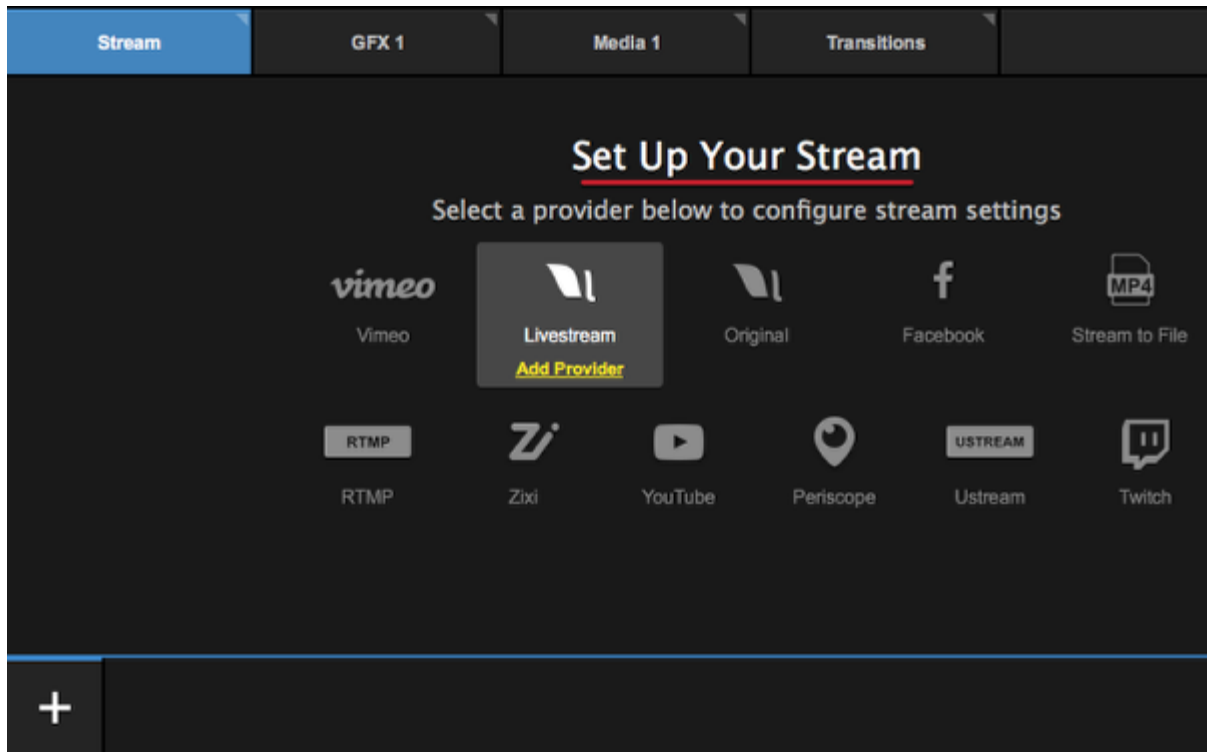 Stream GFX 1 Media 1 Transitions
Set Up Your Stream
Select a provider below to configure stream settings
vimeo MP4
Vimeo Livestream Original Facebook Stream to File
Add Provider
RTMP USTREAM
RTMP Zixi YouTube Periscope Ustream Twitch